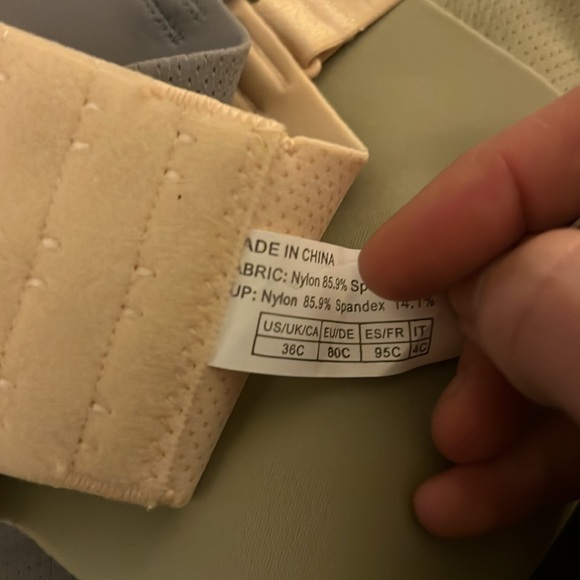 ADE IN CHINA
ABRIC: Nylon 85.9% Sp
UP: Nylon 85.9% Spandex 14.1%
US/UK/CA EU/DE ES/FR IT
36C 80C 95C 4C